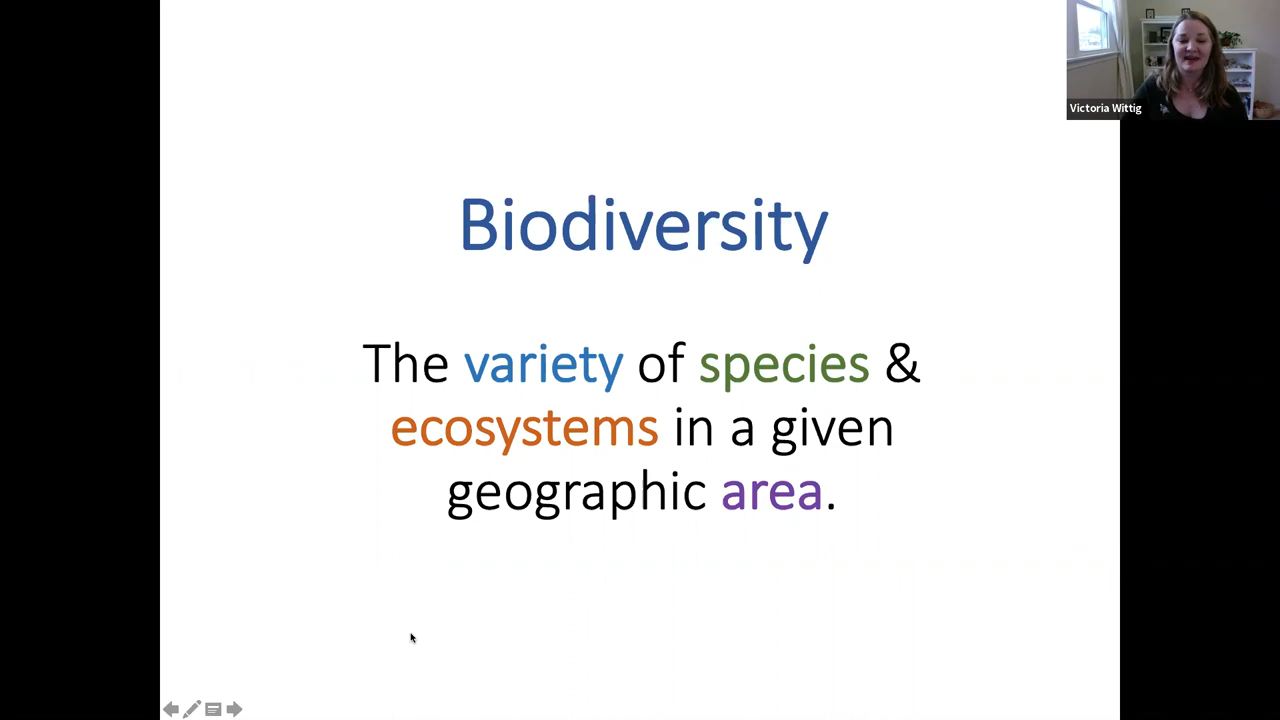 Victoria Wittig
Biodiversity
The variety of species &
ecosystems in a given
geographic area.